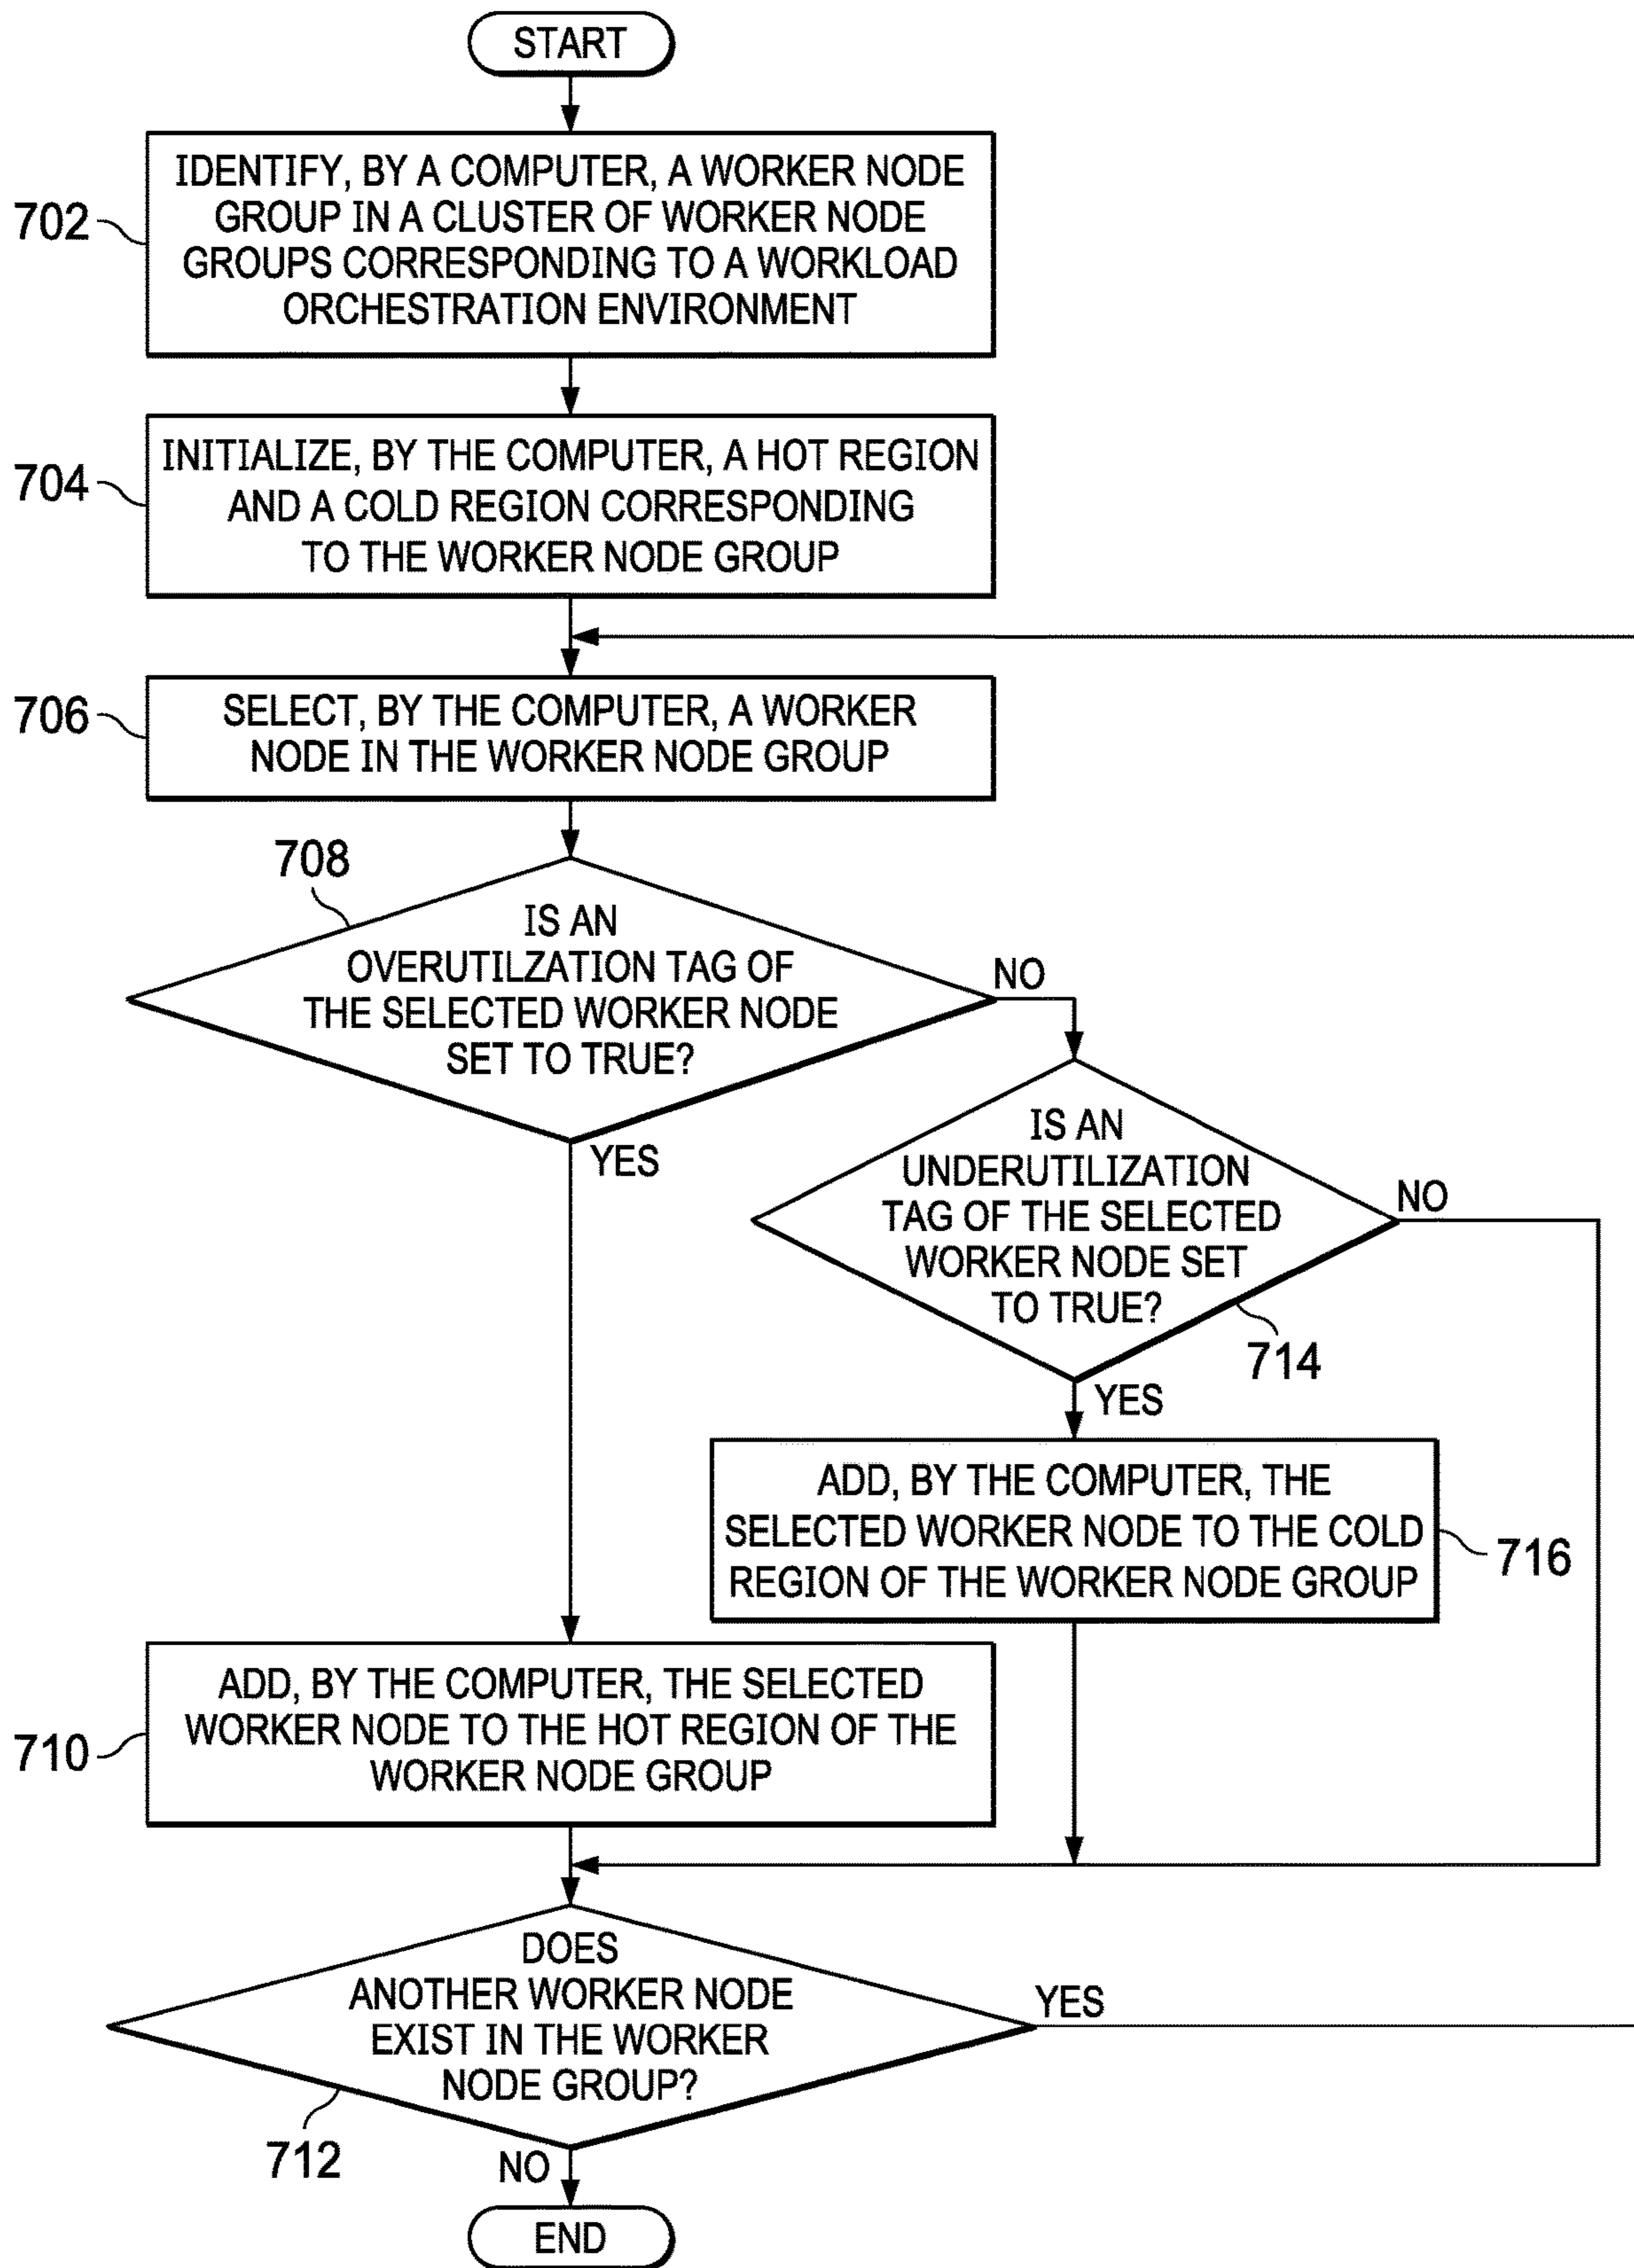 START
702
IDENTIFY, BY A COMPUTER, A WORKER NODE
GROUP IN A CLUSTER OF WORKER NODE
GROUPS CORRESPONDING TO A WORKLOAD
ORCHESTRATION ENVIRONMENT
704
INITIALIZE, BY THE COMPUTER, A HOT REGION
AND A COLD REGION CORRESPONDING
TO THE WORKER NODE GROUP
706
SELECT, BY THE COMPUTER, A WORKER
NODE IN THE WORKER NODE GROUP
708
IS AN
OVERUTILZATION TAG OF
THE SELECTED WORKER NODE
SET TO TRUE?
NO
YES
IS AN
UNDERUTILIZATION
TAG OF THE SELECTED
WORKER NODE SET
TO TRUE?
NO
714
YES
ADD, BY THE COMPUTER, THE
SELECTED WORKER NODE TO THE COLD
REGION OF THE WORKER NODE GROUP
716
710
ADD, BY THE COMPUTER, THE SELECTED
WORKER NODE TO THE HOT REGION OF THE
WORKER NODE GROUP
DOES
ANOTHER WORKER NODE
EXIST IN THE WORKER
NODE GROUP?
YES
712
NO
END